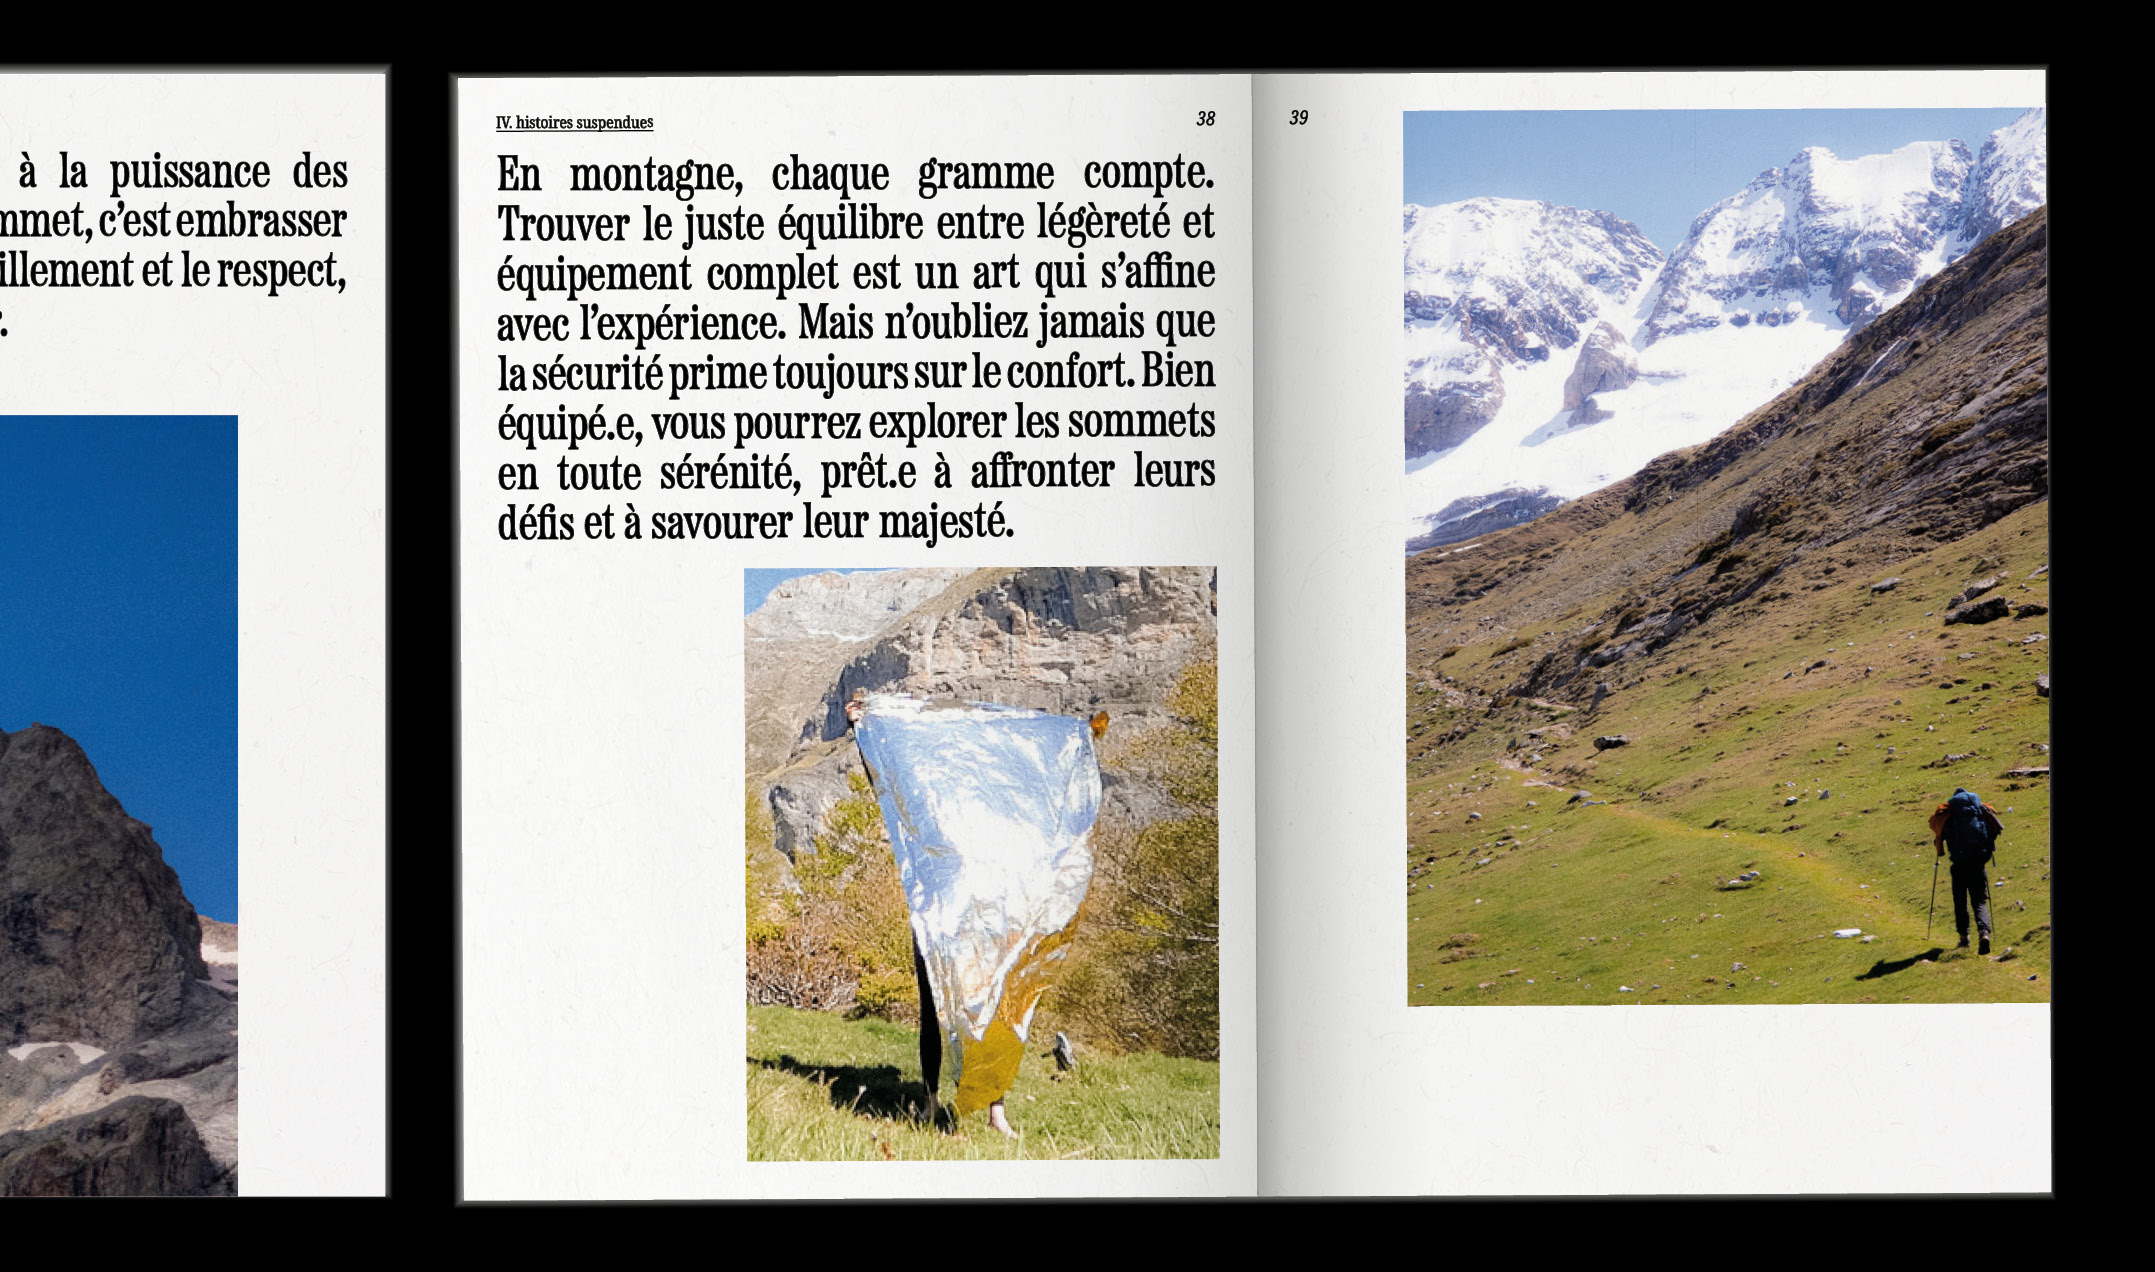 à la puissance des
c’est embrasser
et le respect,
IV. histoires suspendues
38
En montagne, chaque gramme compte.
Trouver le juste équilibre entre légèreté et
équipement complet est un art qui s’affine
avec l’expérience. Mais n’oubliez jamais que
la sécurité prime toujours sur le confort. Bien
équipé.e, vous pourrez explorer les sommets
en toute sérénité, prêt.e à affronter leurs
défis et à savourer leur majesté.
39